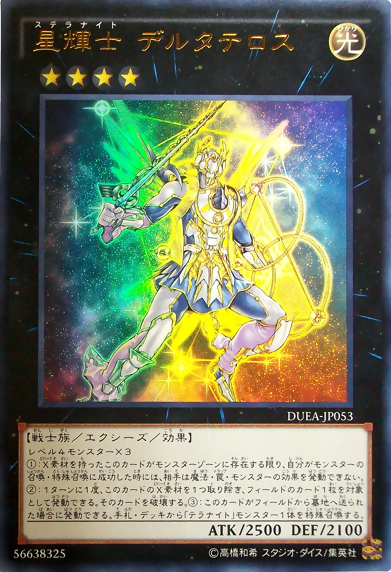 ステラナイト
星輝士 デルタテロス
光
DUEA-JP053
【戦士族/エクシーズ/効果】
レベル4モンスター×3
①:X素材を持ったこのカードがモンスターゾーンに存在する限り、自分がモンスターの
召喚・特殊召喚に成功した時には、相手は魔法・罠・モンスターの効果を発動できない。
②:1ターンに1度、このカードのX素材を1つ取り除き、フィールドのカード1枚を対
象として発動できる。そのカードを破壊する。③:このカードがフィールドから墓地へ送ら
れた場合に発動できる。手札・デッキから「テラナイト」モンスター1体を特殊召喚する。
ATK/2500 DEF/2100
56638325
©高橋和希 スタジオ・ダイス/集英社